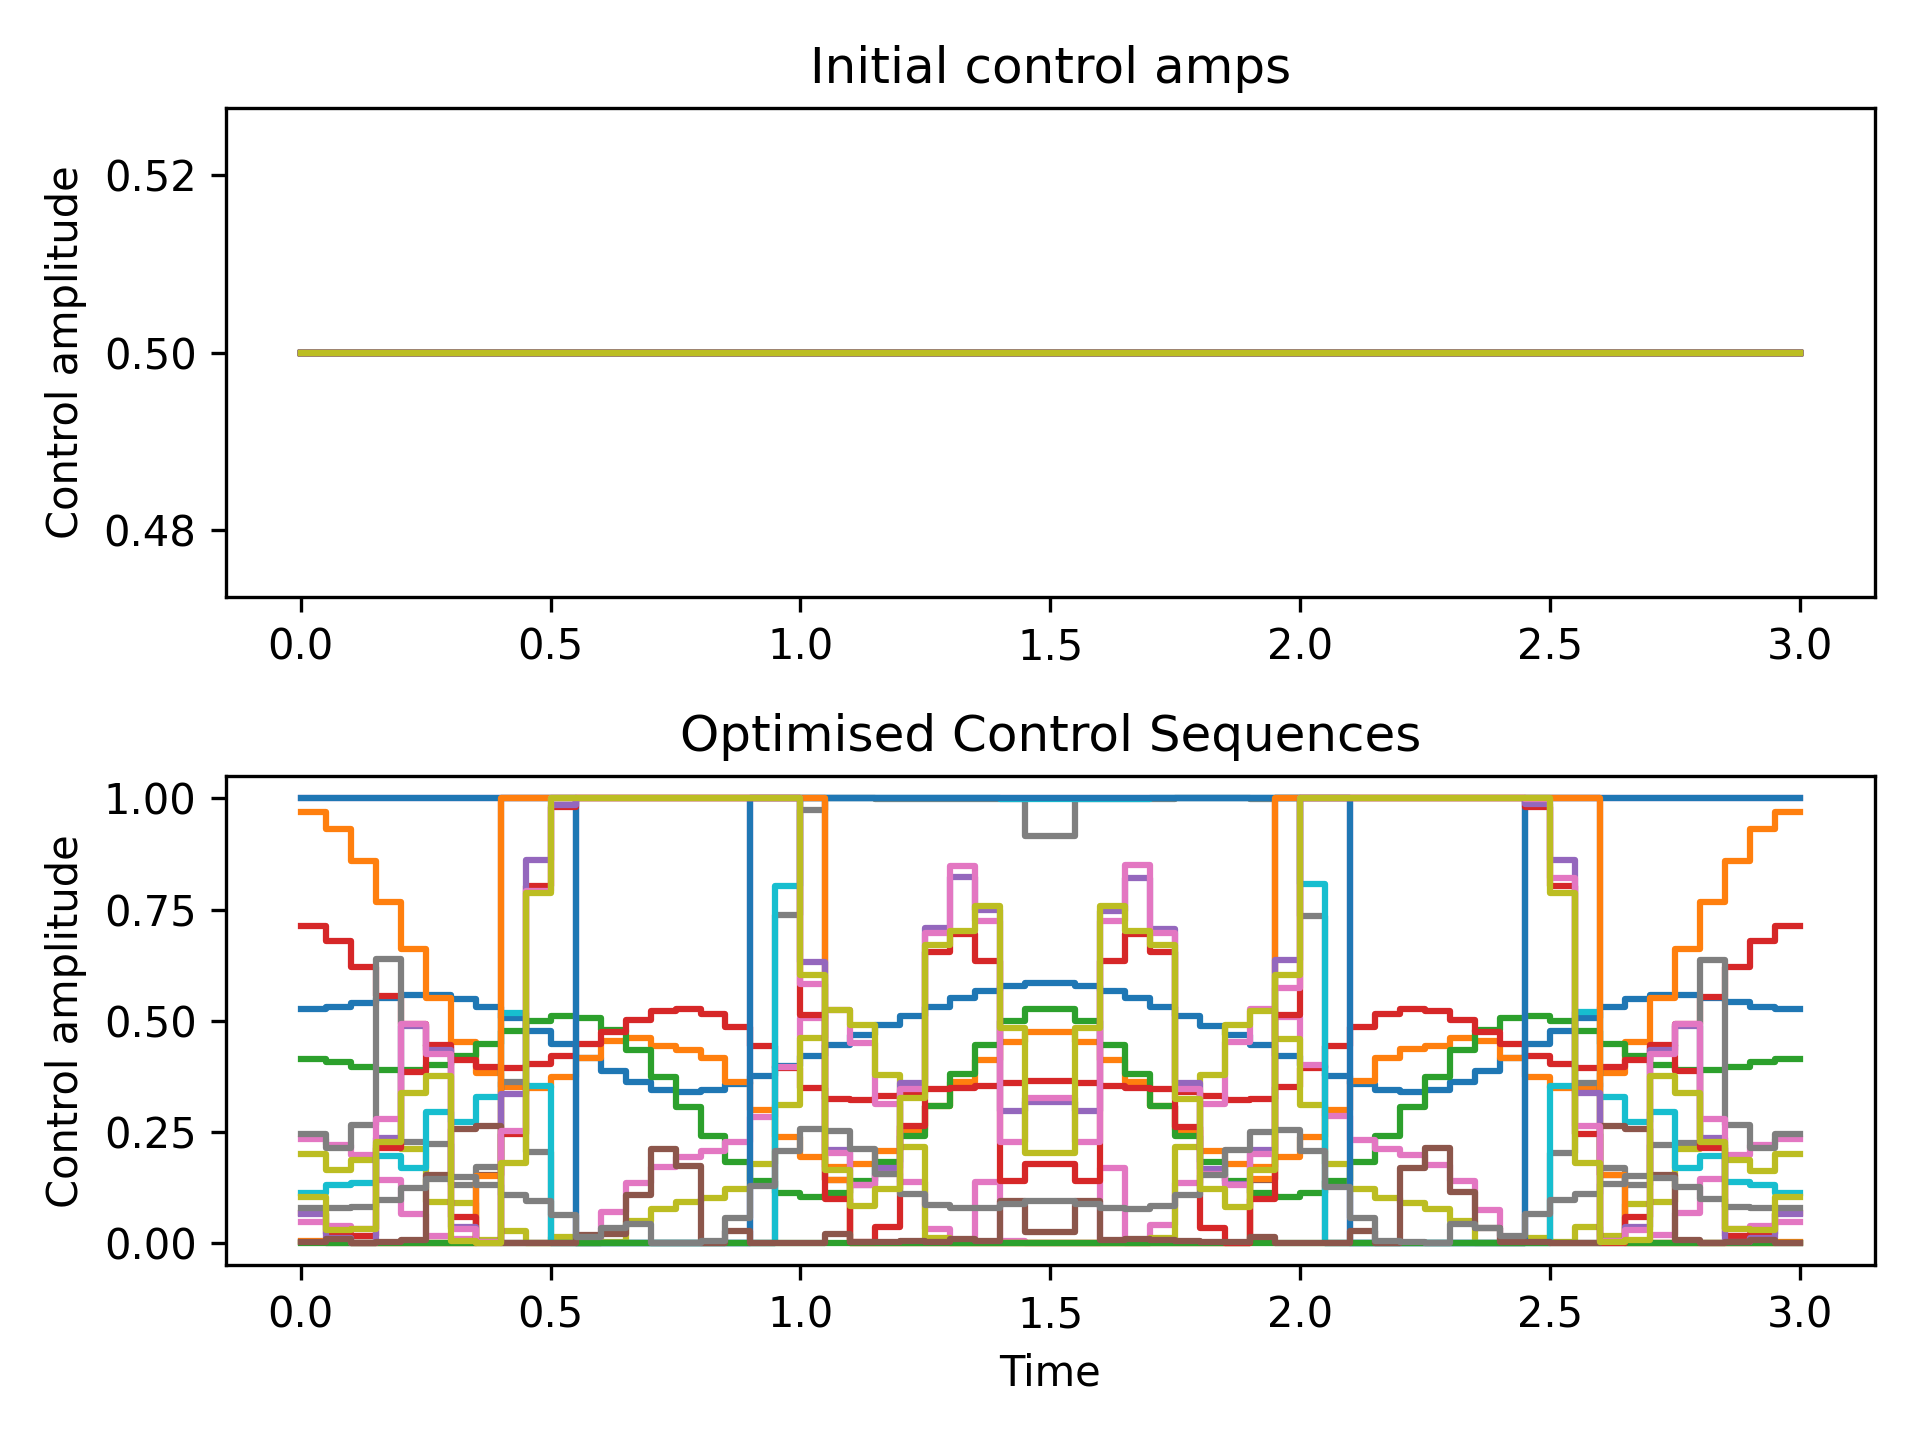 Initial control amps
Control amplitude
0.52
0.50
0.48
0.0 0.5 1.0 1.5 2.0 2.5 3.0
Optimised Control Sequences
Control amplitude
1.00
0.75
0.50
0.25
0.00
0.0 0.5 1.0 1.5 2.0 2.5 3.0
Time